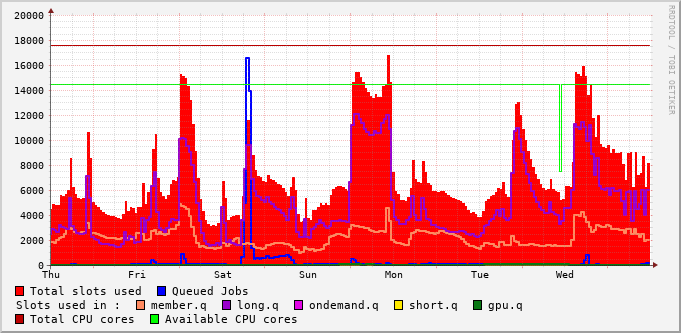 RRDTOOL / TOBI OETIKER
20000
18000
16000
14000
12000
10000
8000
6000
4000
2000
0
Thu Fri Sat Sun Mon Tue Wed
Total slots used Queued Jobs
Slots used in : member.q long.q ondemand.q short.q gpu.q
Total CPU cores Available CPU cores